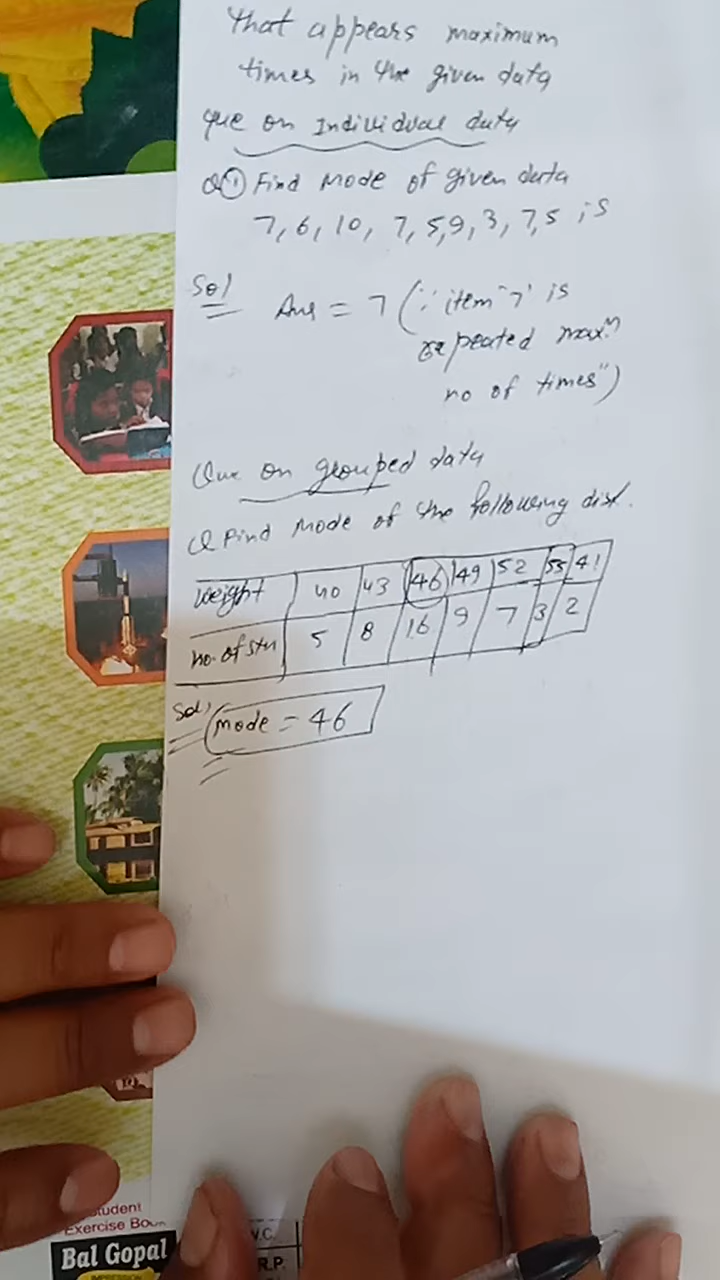 that appears maximum
times in the given data
que on Individual data
Q① Find Mode of given data
7, 6, 10, 7, 5, 9, 3, 7, 5 is
Sol
Ans = 7 (∵ item "7" is
repeated max^m
no of times")
Que on grouped data
Q Find Mode of the following dist.
Weight 40 43 46 49 52 55 41
no. of stu 5 8 16 9 7 3 2
Sol,
mode = 46
Student
Exercise Book
Bal Gopal
W.C.
R.P.